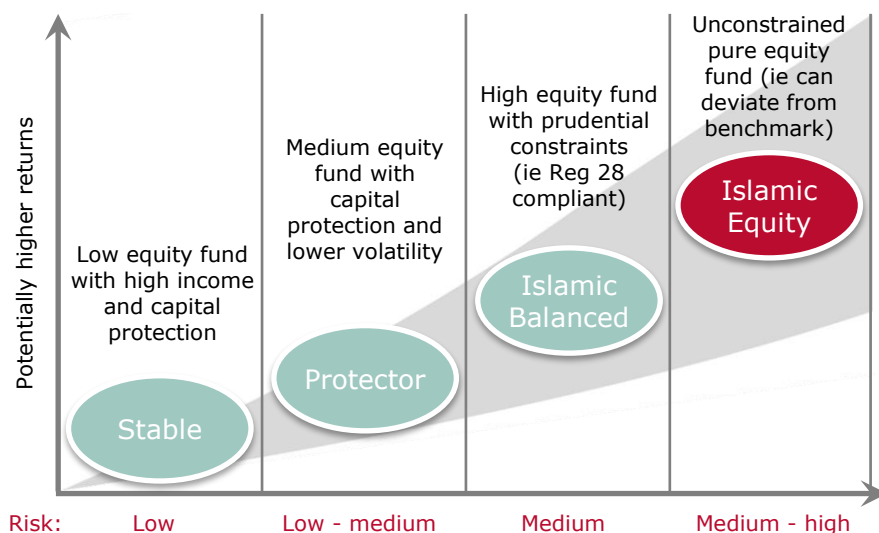 Potentially higher returns
Low equity fund
with high income
and capital
protection
Stable
Medium equity
fund with
capital
protection and
lower volatility
Protector
High equity fund
with prudential
constraints
(ie Reg 28
compliant)
Islamic
Balanced
Unconstrained
pure equity
fund (ie can
deviate from
benchmark)
Islamic
Equity
Risk: Low Low - medium Medium Medium - high